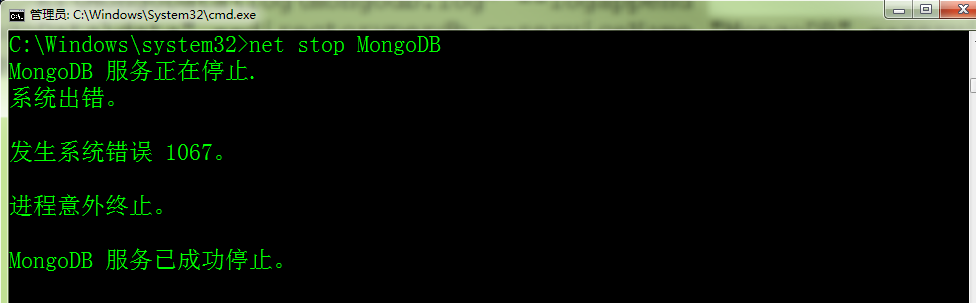 管理员: C:\Windows\System32\cmd.exe
C:\Windows\system32>net stop MongoDB
MongoDB 服务正在停止.
系统出错。
发生系统错误 1067。
进程意外终止。
MongoDB 服务已成功停止。